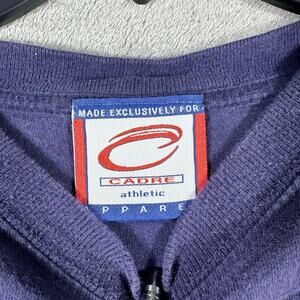 MADE EXCLUSIVELY FOR
CADRE
athletic
PPARE